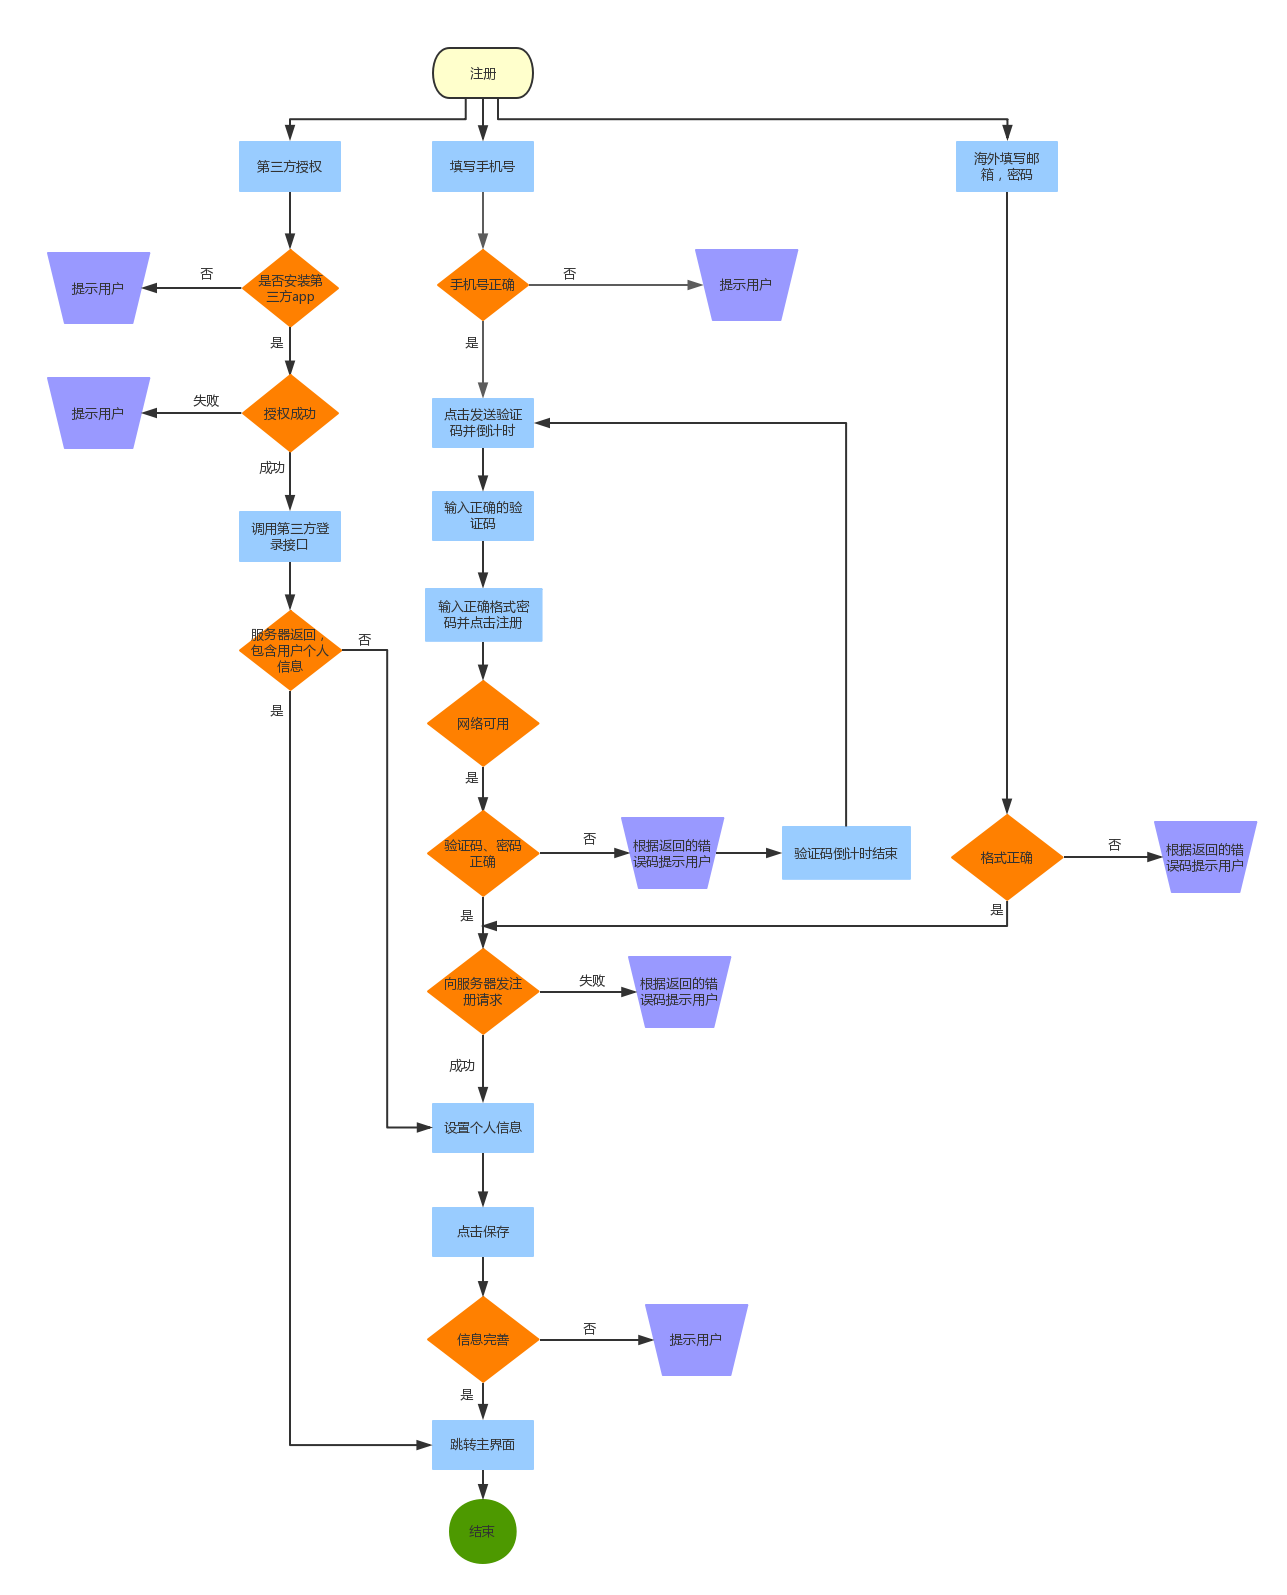 注册
第三方授权
填写手机号
海外填写邮
箱，密码
否
是否安装第
三方app
提示用户
手机号正确
否
提示用户
是
是
失败
授权成功
提示用户
点击发送验证
码并倒计时
成功
输入正确的验
证码
调用第三方登
录接口
输入正确格式密
码并点击注册
服务器返回，
包含用户个人
信息
否
是
网络可用
是
验证码、密码
正确
否
根据返回的错
误码提示用户
验证码倒计时结束
格式正确
否
根据返回的错
误码提示用户
是
是
向服务器发注
册请求
失败
根据返回的错
误码提示用户
成功
设置个人信息
点击保存
信息完善
否
提示用户
是
跳转主界面
结束